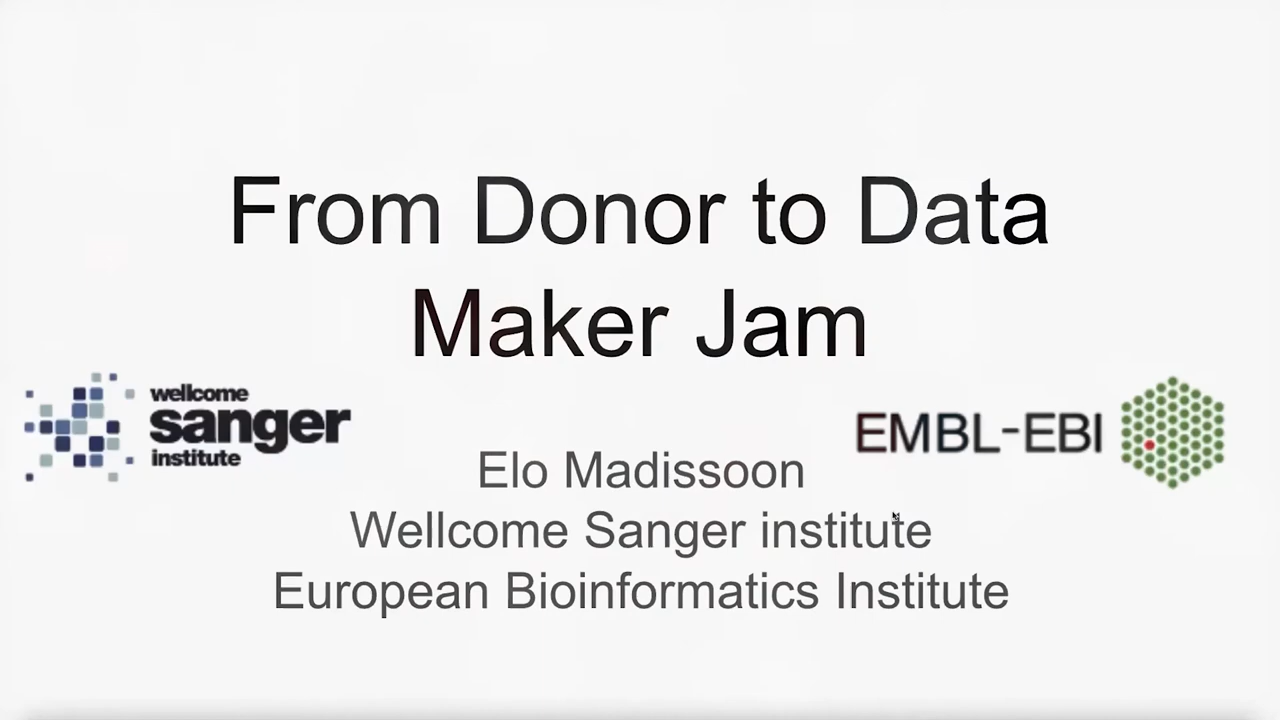 From Donor to Data
Maker Jam
wellcome
sanger
institute
EMBL-EBI
Elo Madissoon
Wellcome Sanger institute
European Bioinformatics Institute